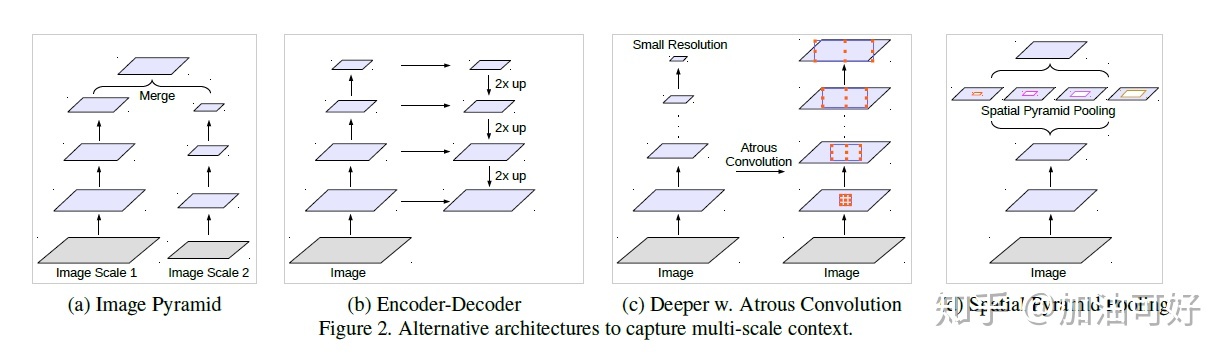 Merge
Image Scale 1
Image Scale 2
(a) Image Pyramid
2x up
2x up
2x up
Image
(b) Encoder-Decoder
Small Resolution
Atrous
Convolution
Image
Image
(c) Deeper w. Atrous Convolution
Spatial Pyramid Pooling
Image
(d) Spatial Pyramid Pooling
Figure 2. Alternative architectures to capture multi-scale context.
知乎 @加油可好